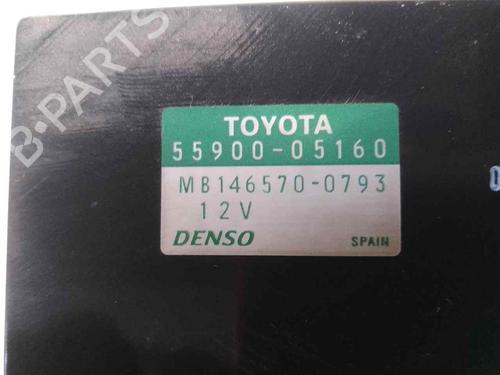 B-PARTS
TOYOTA
55900-05160
MB146570-0793
12V
DENSO SPAIN